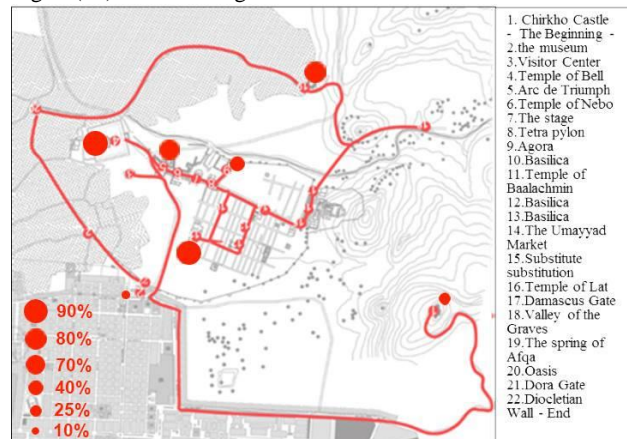 1. Chirkho Castle
- The Beginning -
2.the museum
3.Visitor Center
4.Temple of Bell
5.Arc de Triumph
6.Temple of Nebo
7.The stage
8.Tetra pylon
9.Agora
10.Basilica
11.Temple of
Baalachmin
12.Basilica
13.Basilica
14.The Umayyad
Market
15.Substitute
substitution
16.Temple of Lat
17.Damascus Gate
18.Valley of the
Graves
19.The spring of
Afqa
20.Oasis
21.Dora Gate
22.Diocletian
Wall - End
90%
80%
70%
40%
25%
10%